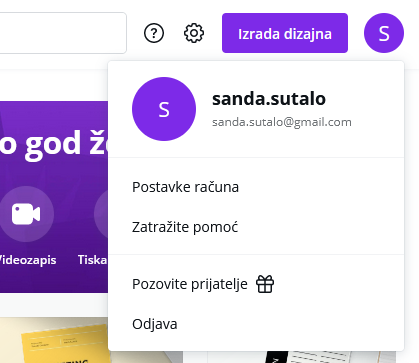 Izrada dizajna
S
S
sanda.sutalo
sanda.sutalo@gmail.com
o god ž
Postavke računa
Zatražite pomoć
Videozapis
Tiska
Pozovite prijatelje
Odjava